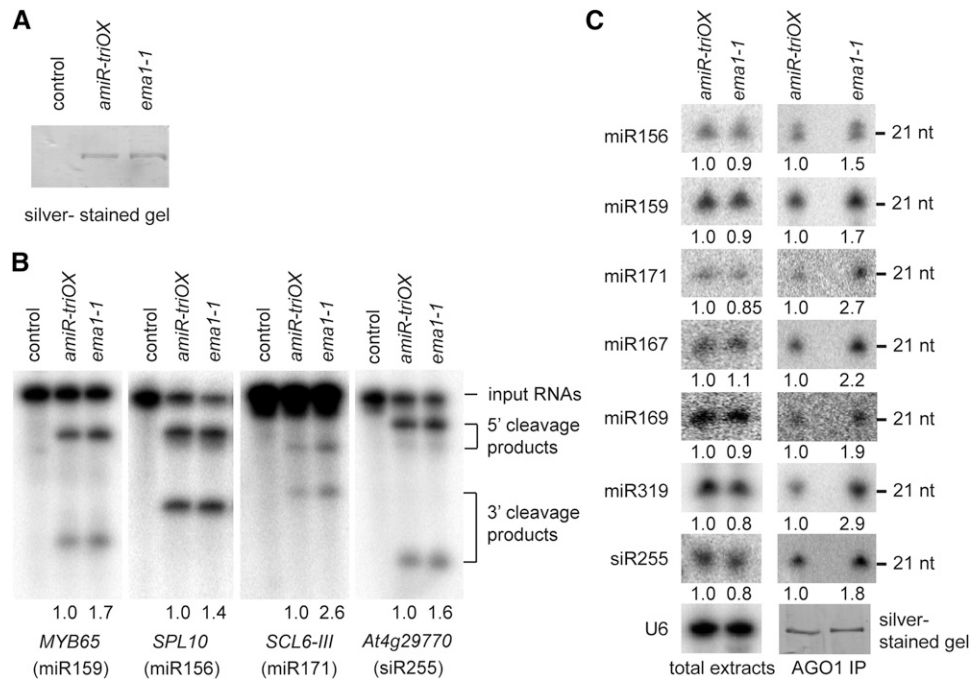 A
control
amiR-triOX
ema1-1
silver- stained gel
B
control
amiR-triOX
ema1-1
control
amiR-triOX
ema1-1
control
amiR-triOX
ema1-1
control
amiR-triOX
ema1-1
input RNAs
5' cleavage
products
3' cleavage
products
1.0 1.7
1.0 1.4
1.0 2.6
1.0 1.6
MYB65
(miR159)
SPL10
(miR156)
SCL6-III
(miR171)
At4g29770
(siR255)
C
amiR-triOX
ema1-1
amiR-triOX
ema1-1
miR156
21 nt
1.0 0.9 1.0 1.5
miR159
21 nt
1.0 0.9 1.0 1.7
miR171
21 nt
1.0 0.85 1.0 2.7
miR167
21 nt
1.0 1.1 1.0 2.2
miR169
21 nt
1.0 0.9 1.0 1.9
miR319
21 nt
1.0 0.8 1.0 2.9
siR255
21 nt
1.0 0.8 1.0 1.8
U6
silver-
stained gel
total extracts
AGO1 IP